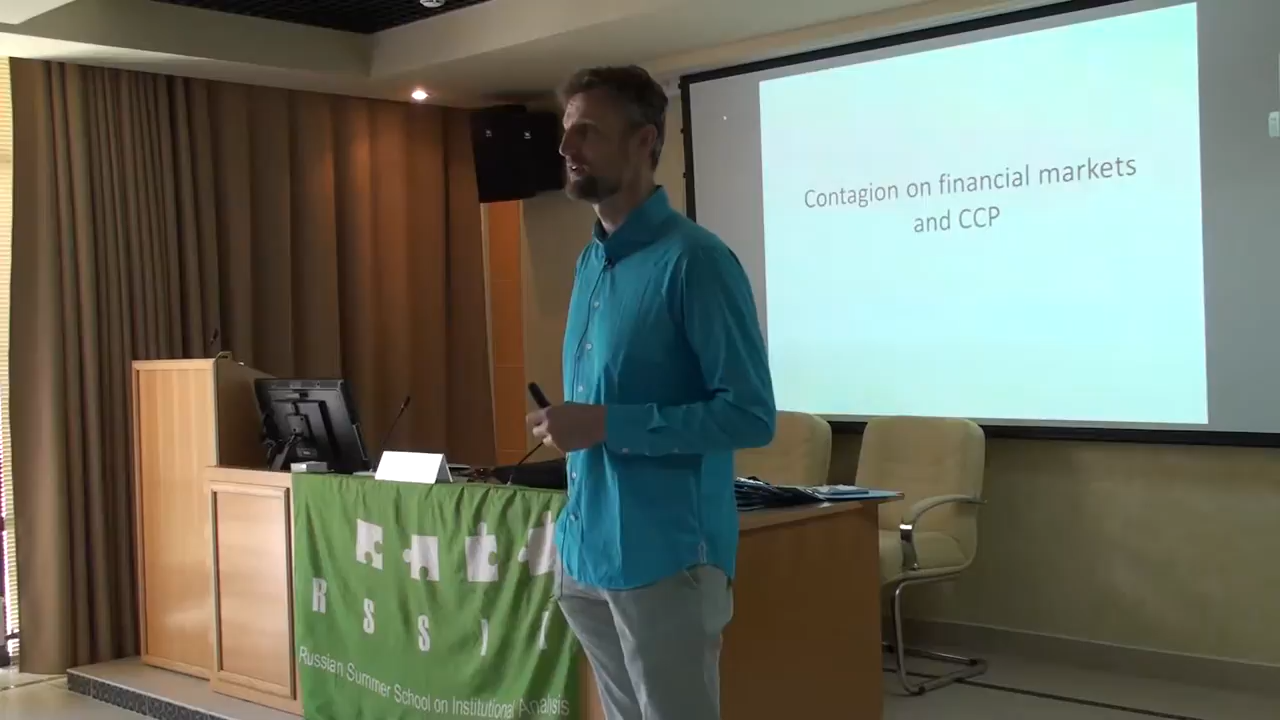 Contagion on financial markets
and CCP
R S S I
Russian Summer School on Institutional Analysis